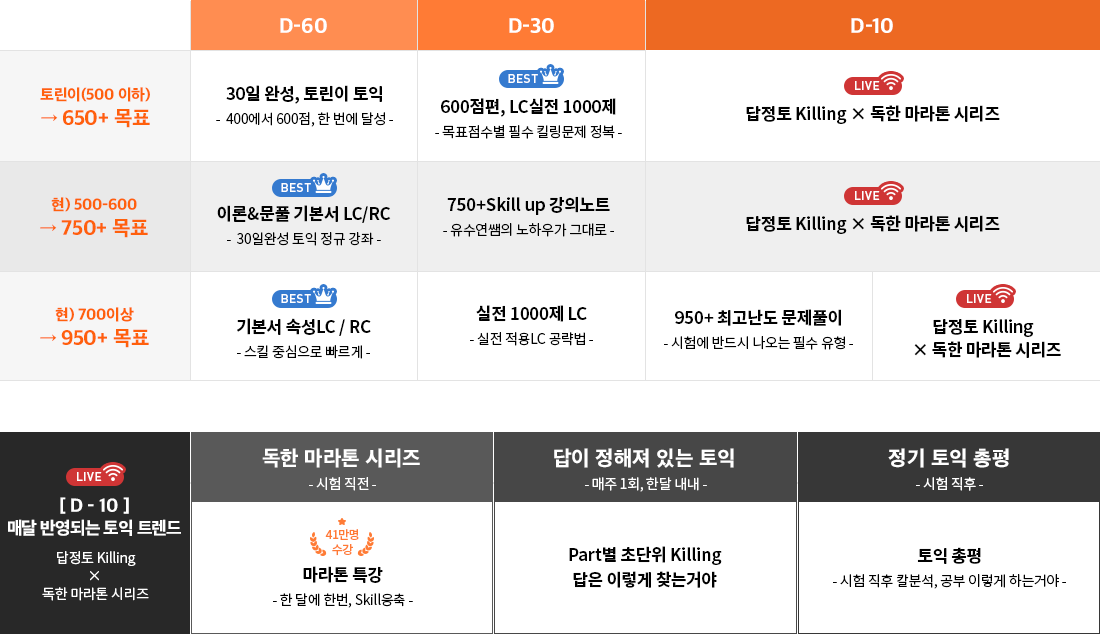 D-60
D-30
D-10
토린이(500 이하)
→ 650+ 목표
30일 완성, 토린이 토익
- 400에서 600점, 한 번에 달성 -
BEST
600점편, LC실전 1000제
- 목표점수별 필수 킬링문제 정복 -
LIVE
답정토 Killing × 독한 마라톤 시리즈
현) 500-600
→ 750+ 목표
BEST
이론&문풀 기본서 LC/RC
- 30일완성 토익 정규 강좌 -
750+Skill up 강의노트
- 유수연쌤의 노하우가 그대로 -
LIVE
답정토 Killing × 독한 마라톤 시리즈
현) 700이상
→ 950+ 목표
BEST
기본서 속성LC / RC
- 스킬 중심으로 빠르게 -
실전 1000제 LC
- 실전 적용LC 공략법 -
950+ 최고난도 문제풀이
- 시험에 반드시 나오는 필수 유형 -
LIVE
답정토 Killing
× 독한 마라톤 시리즈
LIVE
[ D - 10 ]
매달 반영되는 토익 트렌드
답정토 Killing
×
독한 마라톤 시리즈
독한 마라톤 시리즈
- 시험 직전 -
41만명
수강
마라톤 특강
- 한 달에 한번, Skill응축 -
답이 정해져 있는 토익
- 매주 1회, 한달 내내 -
Part별 초단위 Killing
답은 이렇게 찾는거야
정기 토익 총평
- 시험 직후 -
토익 총평
- 시험 직후 칼분석, 공부 이렇게 하는거야 -